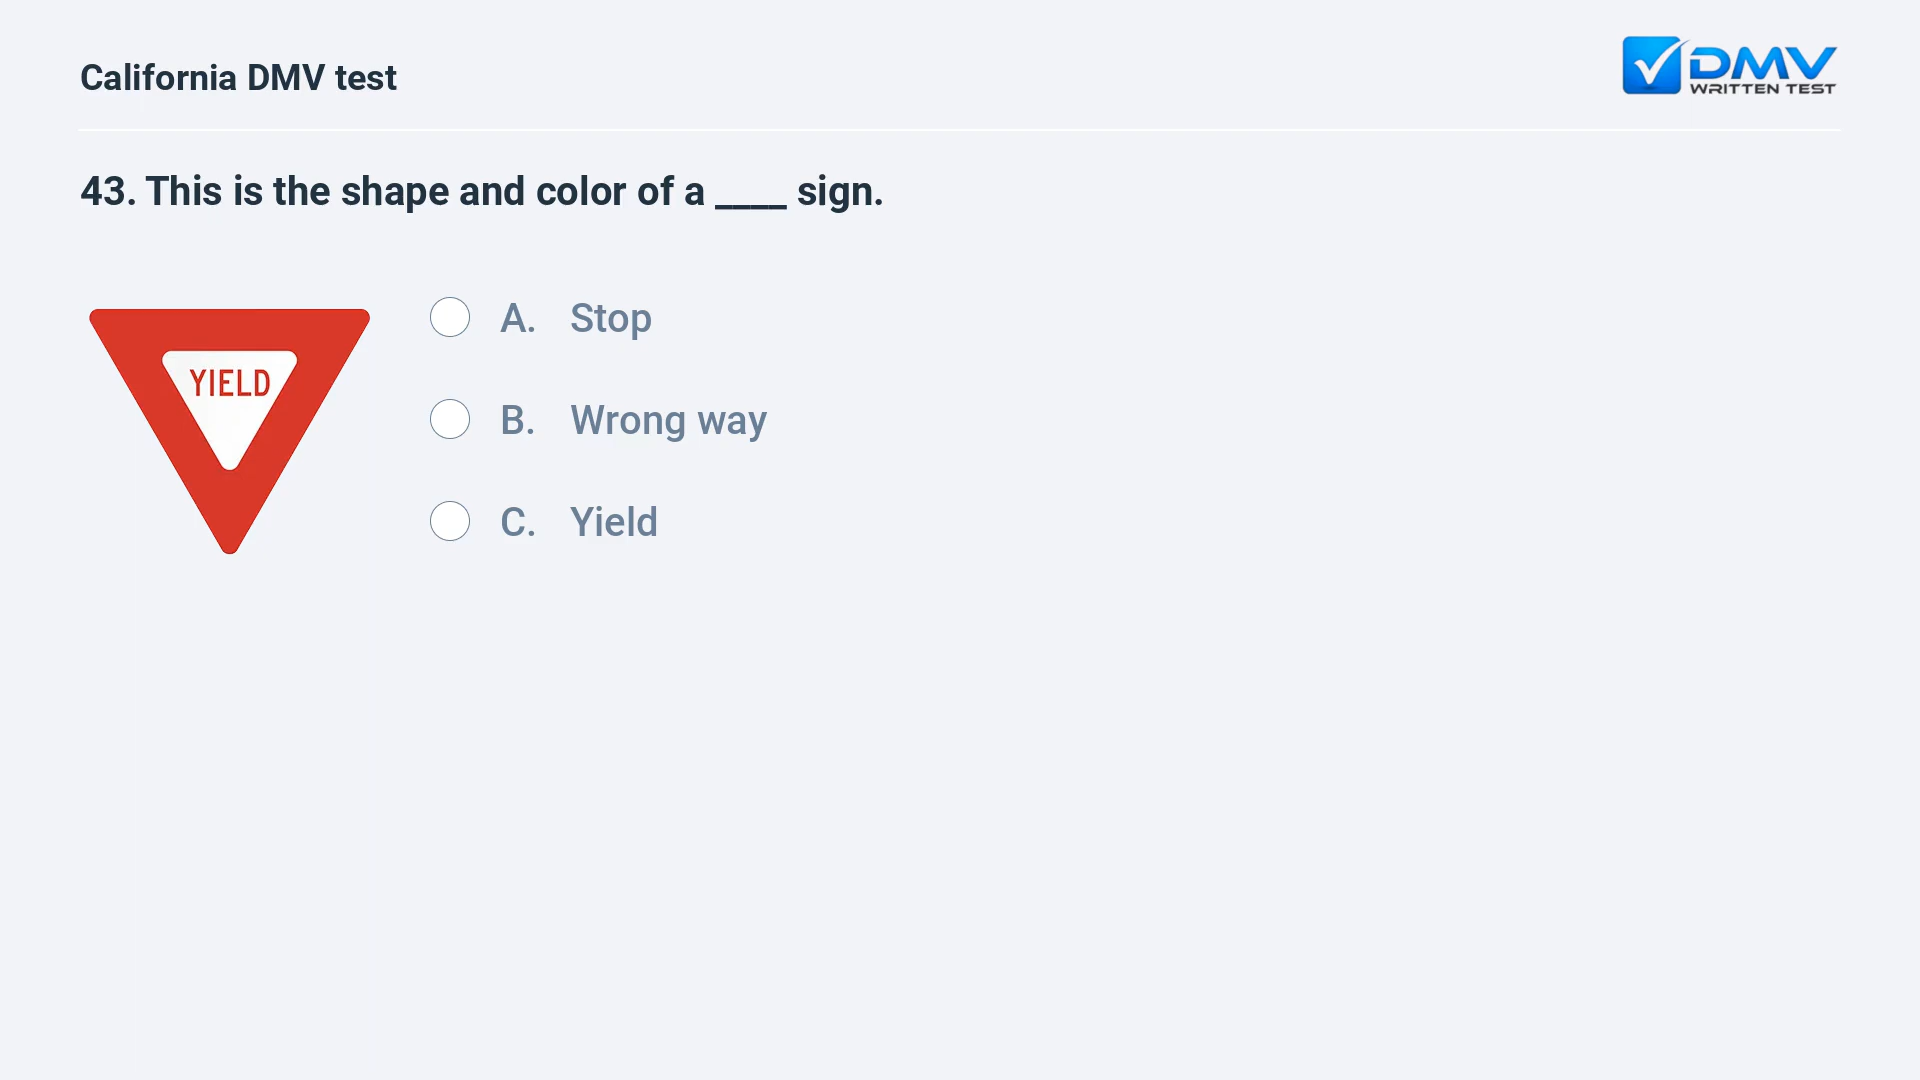 California DMV test
DMV
WRITTEN TEST
43. This is the shape and color of a ____ sign.
YIELD
A. Stop
B. Wrong way
C. Yield